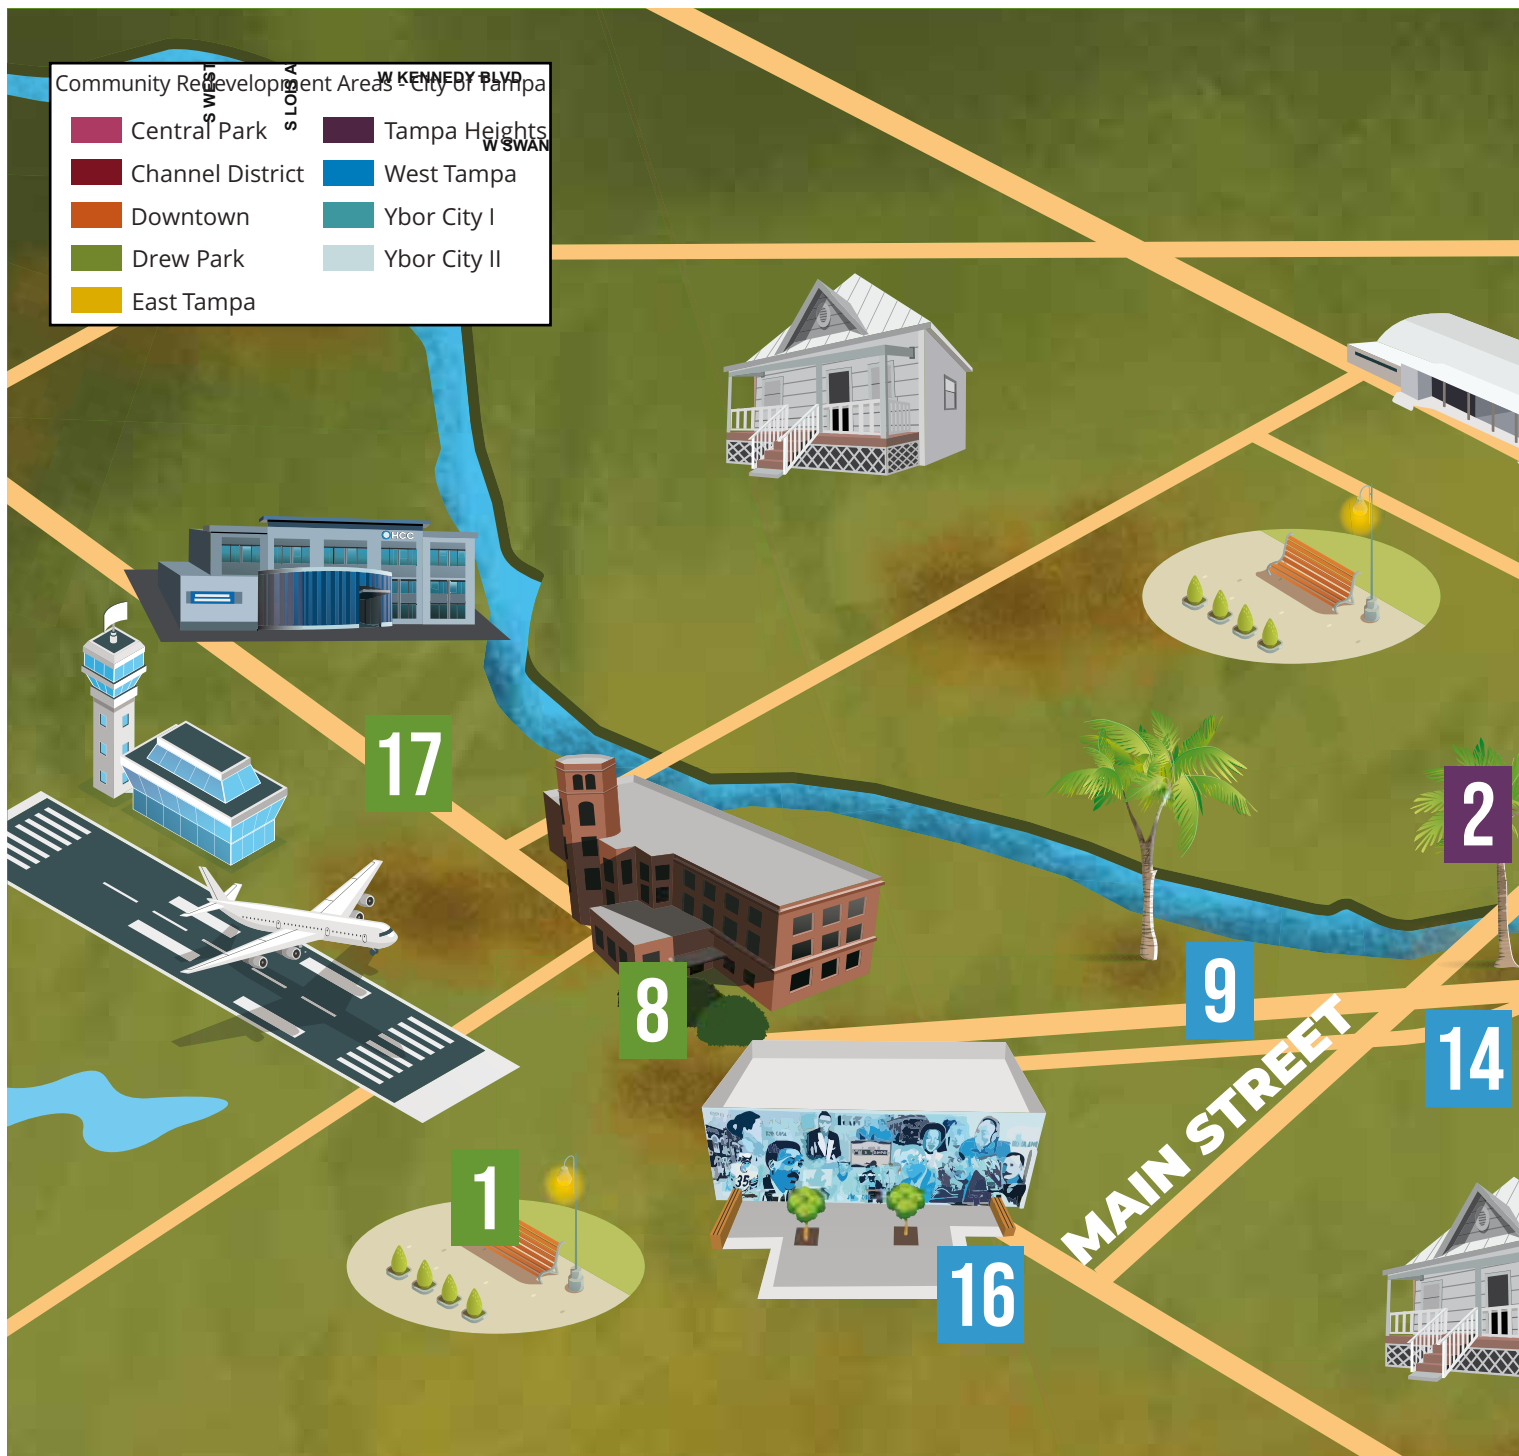 Community Redevelopment Areas - City of Tampa
S WEST
S LOIS A
W KENNEDY BLVD
W SWAN
Central Park
Channel District
Downtown
Drew Park
East Tampa
Tampa Heights
West Tampa
Ybor City I
Ybor City II
HCC
17
2
8
9
14
MAIN STREET
35
1
16